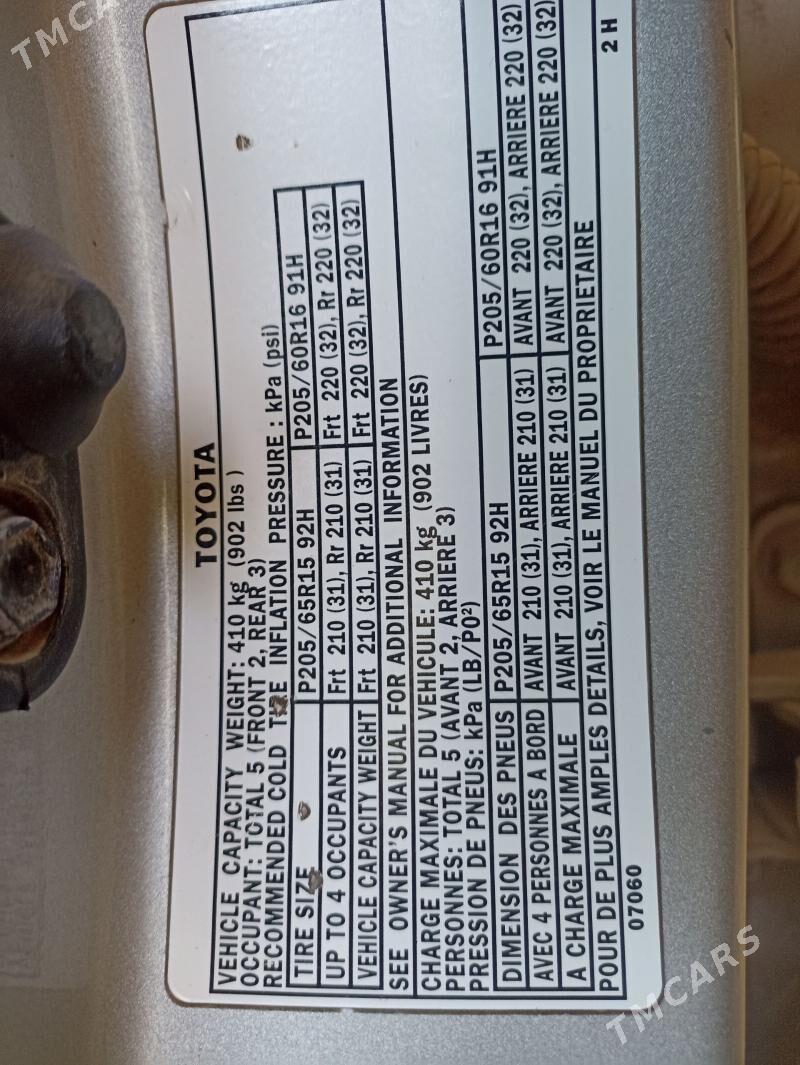 TOYOTA
VEHICLE CAPACITY WEIGHT: 410 kg (902 lbs )
OCCUPANT: TOTAL 5 (FRONT 2, REAR 3)
RECOMMENDED COLD TIRE INFLATION PRESSURE : kPa (psi)
TIRE SIZE P205/65R15 92H P205/60R16 91H
UP TO 4 OCCUPANTS Frt 210 (31), Rr 210 (31) Frt 220 (32), Rr 220 (32)
VEHICLE CAPACITY WEIGHT Frt 210 (31), Rr 210 (31) Frt 220 (32), Rr 220 (32)
SEE OWNER'S MANUAL FOR ADDITIONAL INFORMATION
CHARGE MAXIMALE DU VEHICULE: 410 kg (902 LIVRES)
PERSONNES: TOTAL 5 (AVANT 2, ARRIERE 3)
PRESSION DE PNEUS: kPa (LB/PO²)
DIMENSION DES PNEUS P205/65R15 92H P205/60R16 91H
AVEC 4 PERSONNES A BORD AVANT 210 (31), ARRIERE 210 (31) AVANT 220 (32), ARRIERE 220 (32)
A CHARGE MAXIMALE AVANT 210 (31), ARRIERE 210 (31) AVANT 220 (32), ARRIERE 220 (32)
POUR DE PLUS AMPLES DETAILS, VOIR LE MANUEL DU PROPRIETAIRE
07060 2 H
TMCARS